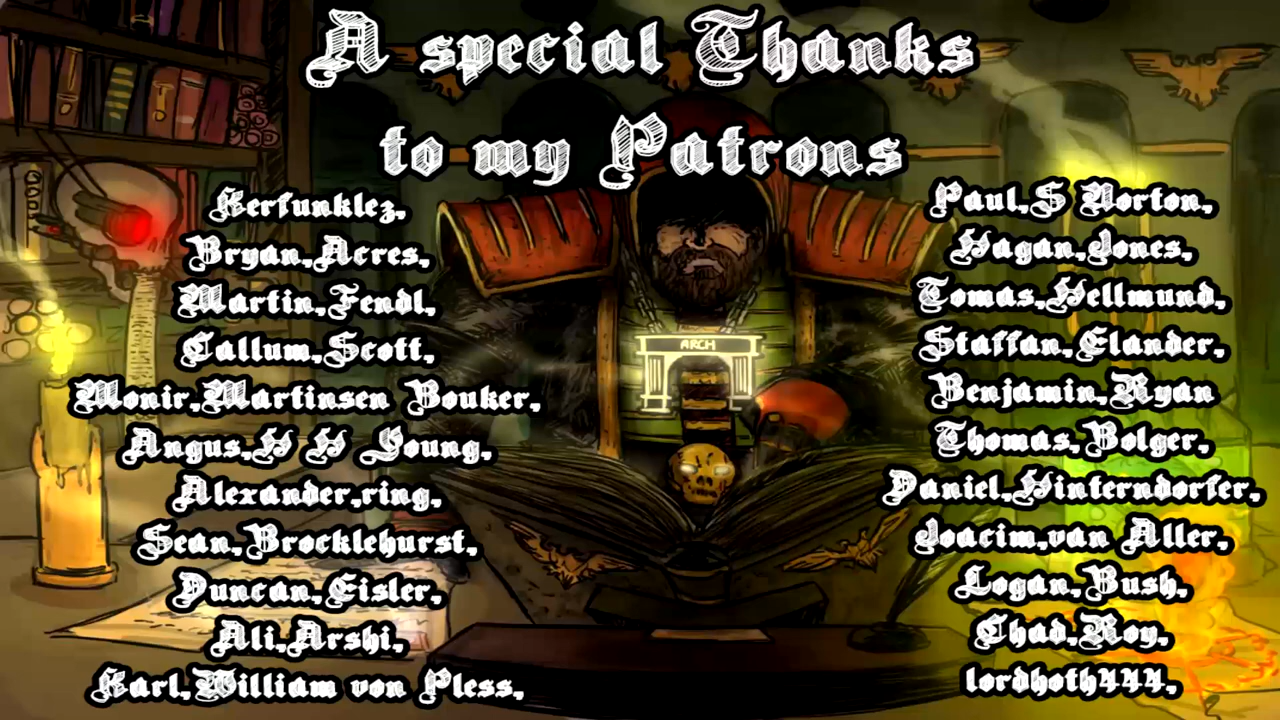 A special Thanks
to my Patrons
Kerfunklez,
Bryan,Acres,
Martin,Fendl,
Callum,Scott,
Monir,Martinsen Bouker,
Angus,H H Young,
Alexander,ring,
Sean,Brocklehurst,
Duncan,Eisler,
Ali,Arshi,
Karl,William von Pless,
Paul,S Norton,
Hagan,Jones,
Tomas,Hellmund,
Staffan,Elander,
Benjamin,Ryan
Thomas,Bolger,
Daniel,Hinterndorfer,
Joacim,van Aller,
Logan,Bush,
Chad,Roy,
lordhoth444,
ARCH